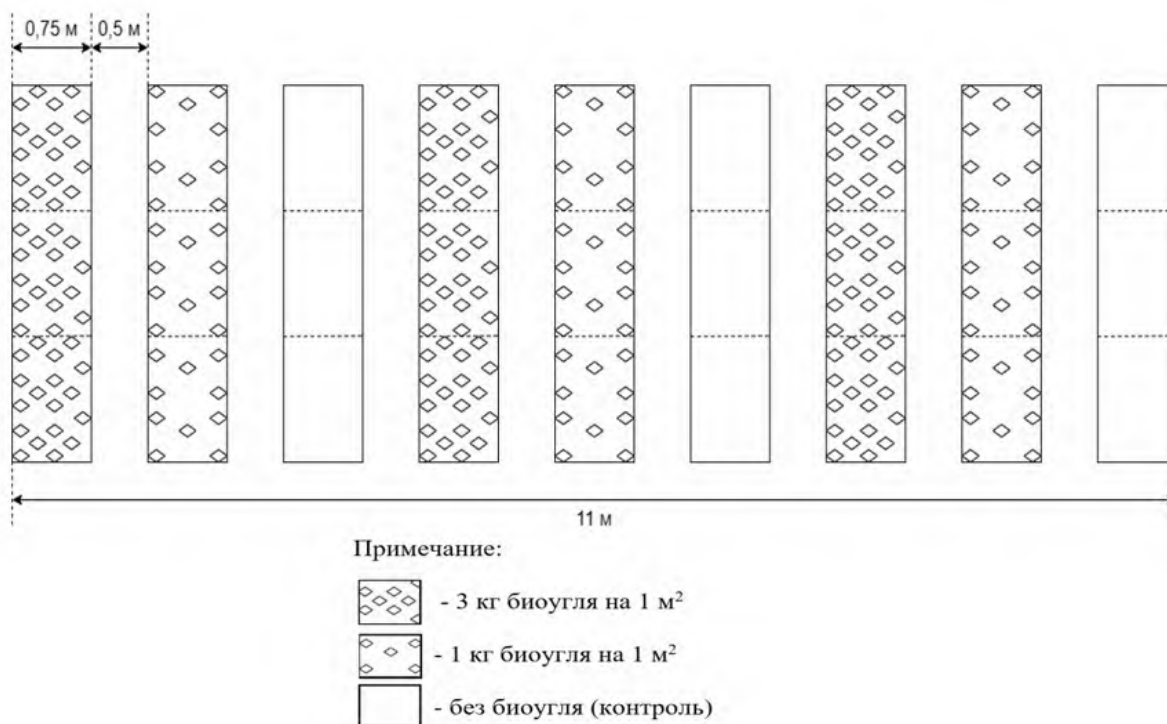 0,75 м
0,5 м
11 м
Примечание:
- 3 кг биоугля на 1 м²
- 1 кг биоугля на 1 м²
- без биоугля (контроль)